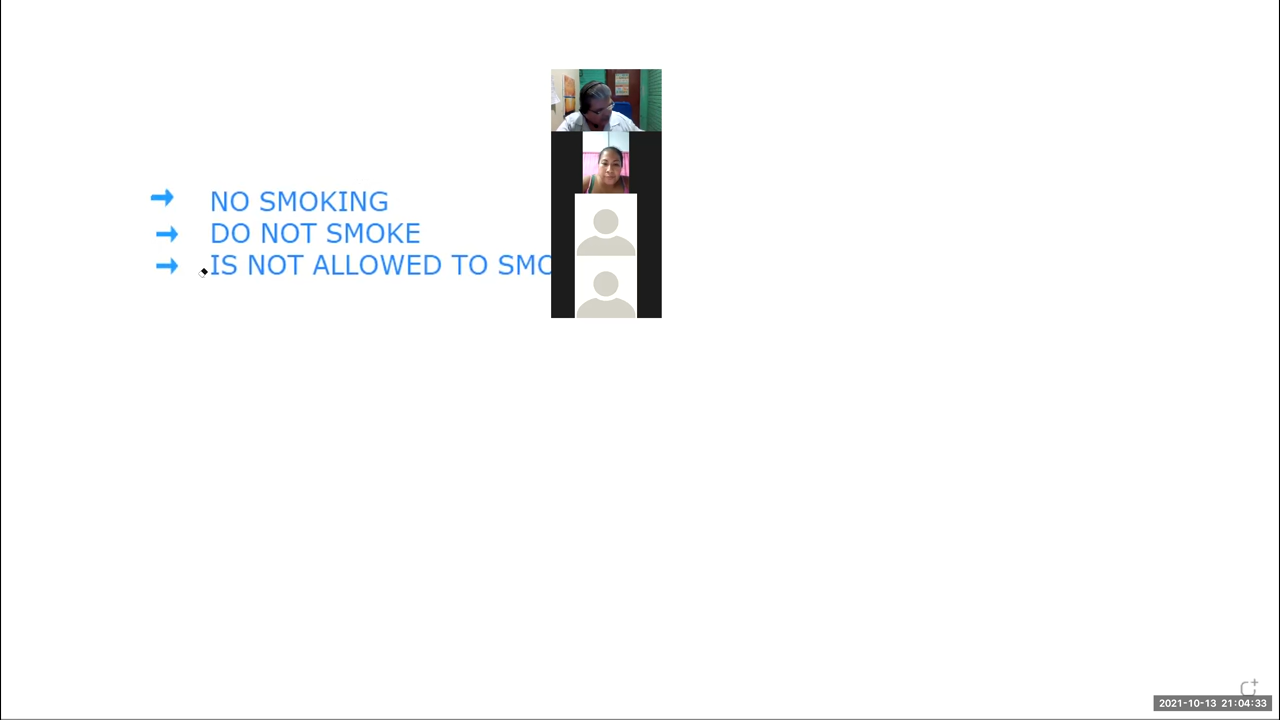 NO SMOKING
DO NOT SMOKE
IS NOT ALLOWED TO SMO
2021-10-13 21:04:33